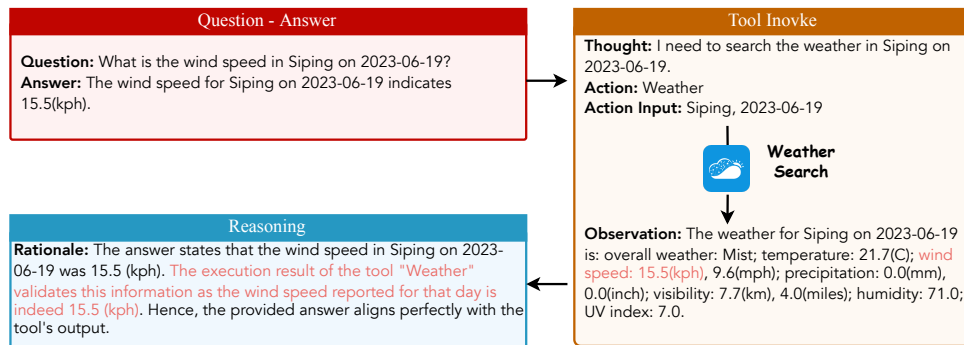 Question - Answer
Question: What is the wind speed in Siping on 2023-06-19?
Answer: The wind speed for Siping on 2023-06-19 indicates
15.5(kph).
Tool Inovke
Thought: I need to search the weather in Siping on
2023-06-19.
Action: Weather
Action Input: Siping, 2023-06-19
Weather
Search
Observation: The weather for Siping on 2023-06-19
is: overall weather: Mist; temperature: 21.7(C); wind
speed: 15.5(kph), 9.6(mph); precipitation: 0.0(mm),
0.0(inch); visibility: 7.7(km), 4.0(miles); humidity: 71.0;
UV index: 7.0.
Reasoning
Rationale: The answer states that the wind speed in Siping on 2023-
06-19 was 15.5 (kph). The execution result of the tool "Weather"
validates this information as the wind speed reported for that day is
indeed 15.5 (kph). Hence, the provided answer aligns perfectly with the
tool's output.